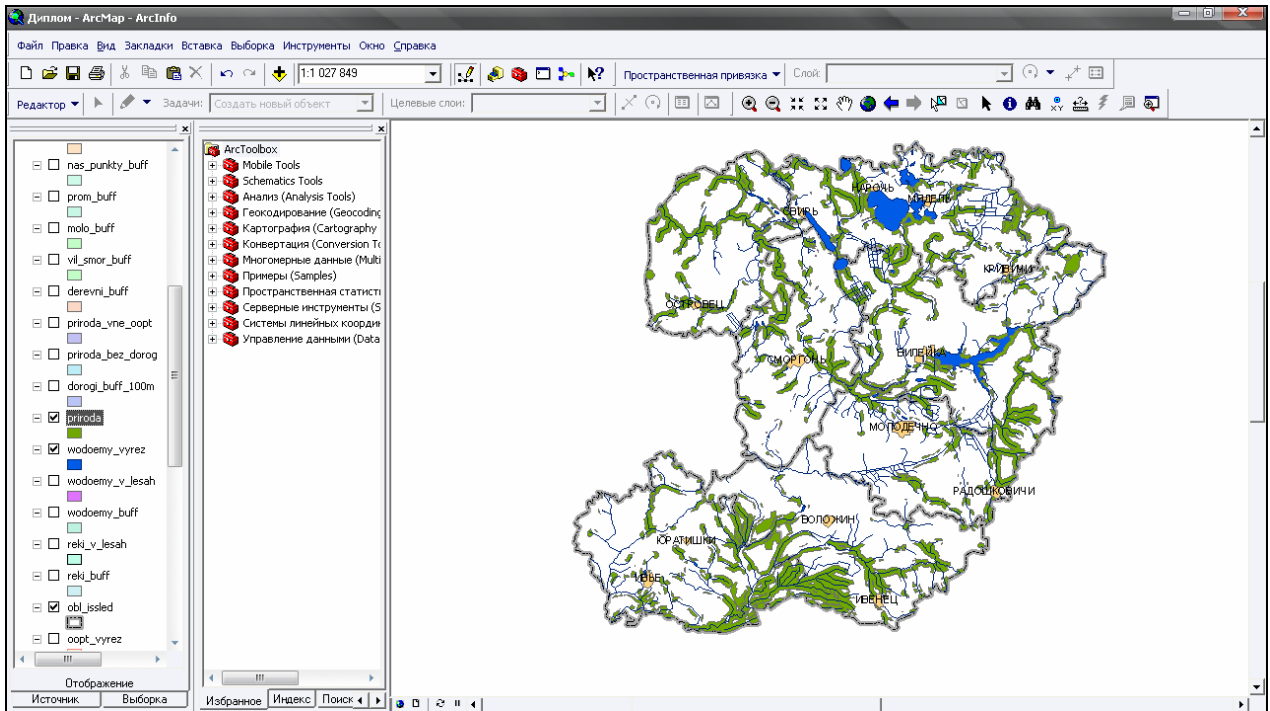 Диплом - ArcMap - ArcInfo
Файл Правка Вид Закладки Вставка Выборка Инструменты Окно Справка
1:1 027 849
Пространственная привязка
Слой:
Редактор
Задачи: Создать новый объект
Целевые слои:
nas_punkty_buff
prom_buff
molo_buff
vil_smor_buff
derevni_buff
priroda_vne_oopt
priroda_bez_dorog
dorogi_buff_100m
priroda
wodoemy_vyrez
wodoemy_v_lesah
wodoemy_buff
reki_v_lesah
reki_buff
obl_issled
oopt_vyrez
Отображение
Источник
Выборка
ArcToolbox
Mobile Tools
Schematics Tools
Анализ (Analysis Tools)
Геокодирование (Geocoding
Картография (Cartography
Конвертация (Conversion To
Многомерные данные (Multi
Примеры (Samples)
Пространственная статисти
Серверные инструменты (S
Системы линейных координ
Управление данными (Data
Избранное
Индекс
Поиск
НАРОЧЬ
МЯДЕЛЬ
СВИРЬ
КРИВИЧИ
ОСТРОВЕЦ
СМОРГОНЬ
ВИЛЕЙКА
МОЛОДЕЧНО
РАДОШКОВИЧИ
ВОЛОЖИН
ЮРАТИШКИ
ИВЬЕ
ИВЕНЕЦ